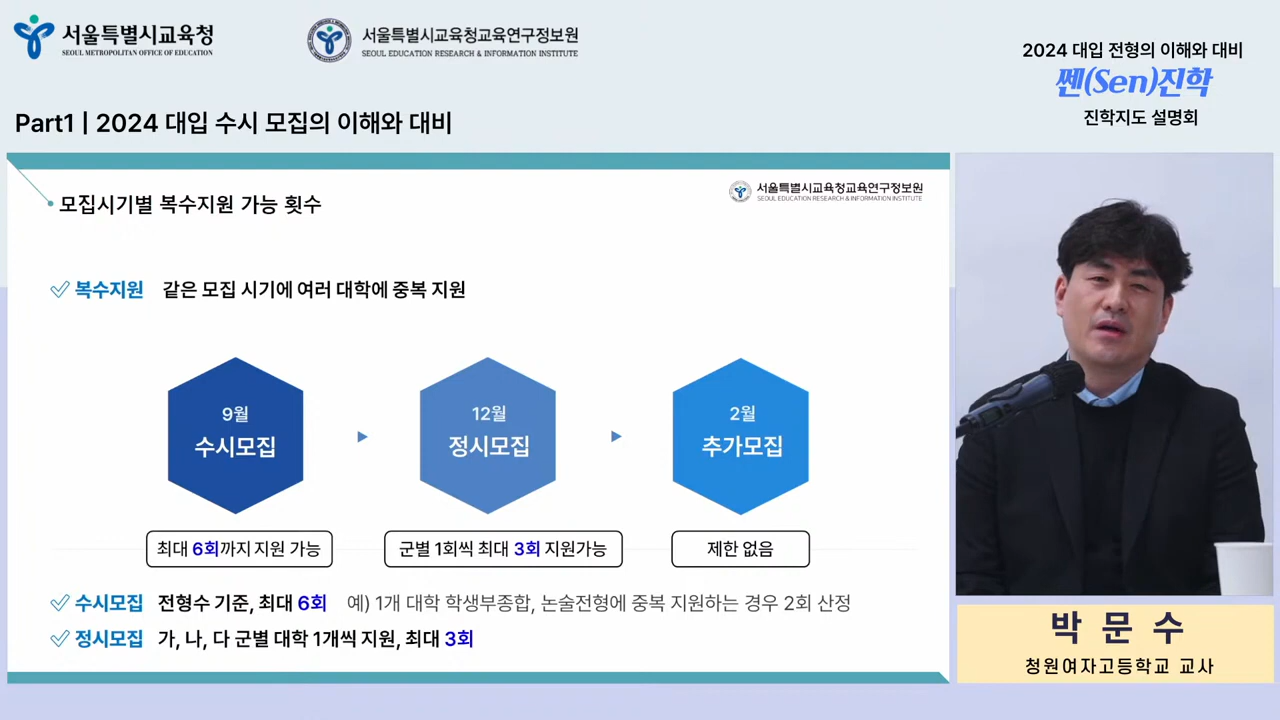 서울특별시교육청
SEOUL METROPOLITAN OFFICE OF EDUCATION
서울특별시교육청교육연구정보원
SEOUL EDUCATION RESEARCH & INFORMATION INSTITUTE
2024 대입 전형의 이해와 대비
쎈(Sen)진학
진학지도 설명회
Part1 | 2024 대입 수시 모집의 이해와 대비
모집시기별 복수지원 가능 횟수
서울특별시교육청교육연구정보원
SEOUL EDUCATION RESEARCH & INFORMATION INSTITUTE
복수지원 같은 모집 시기에 여러 대학에 중복 지원
9월
수시모집
12월
정시모집
2월
추가모집
최대 6회까지 지원 가능
군별 1회씩 최대 3회 지원가능
제한 없음
수시모집 전형수 기준, 최대 6회 예) 1개 대학 학생부종합, 논술전형에 중복 지원하는 경우 2회 산정
정시모집 가, 나, 다 군별 대학 1개씩 지원, 최대 3회
박 문 수
청원여자고등학교 교사